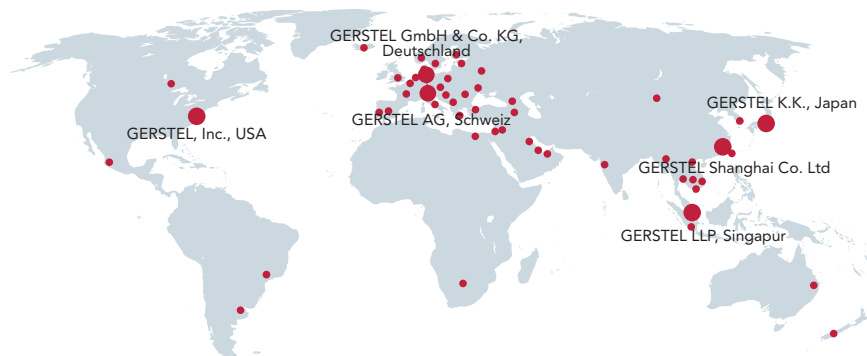 GERSTEL GmbH & Co. KG,
Deutschland
GERSTEL K.K., Japan
GERSTEL, Inc., USA
GERSTEL AG, Schweiz
GERSTEL Shanghai Co. Ltd
GERSTEL LLP, Singapur